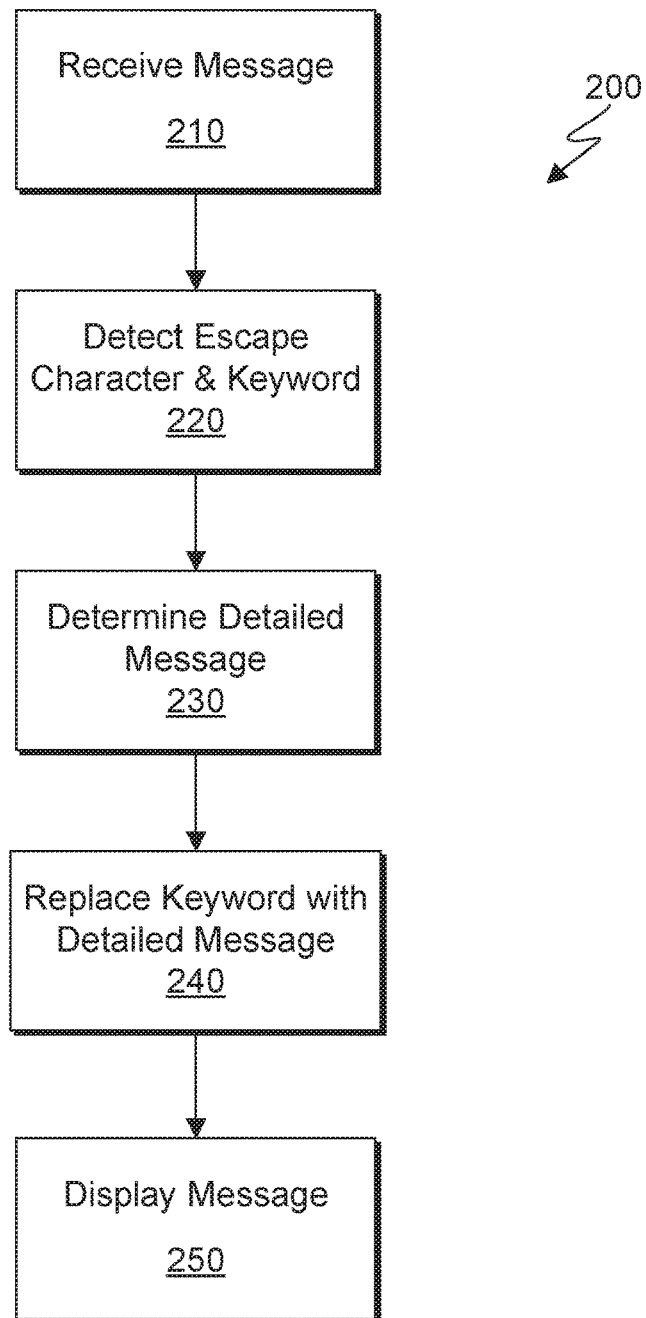 Receive Message
210
200
Detect Escape
Character & Keyword
220
Determine Detailed
Message
230
Replace Keyword with
Detailed Message
240
Display Message
250